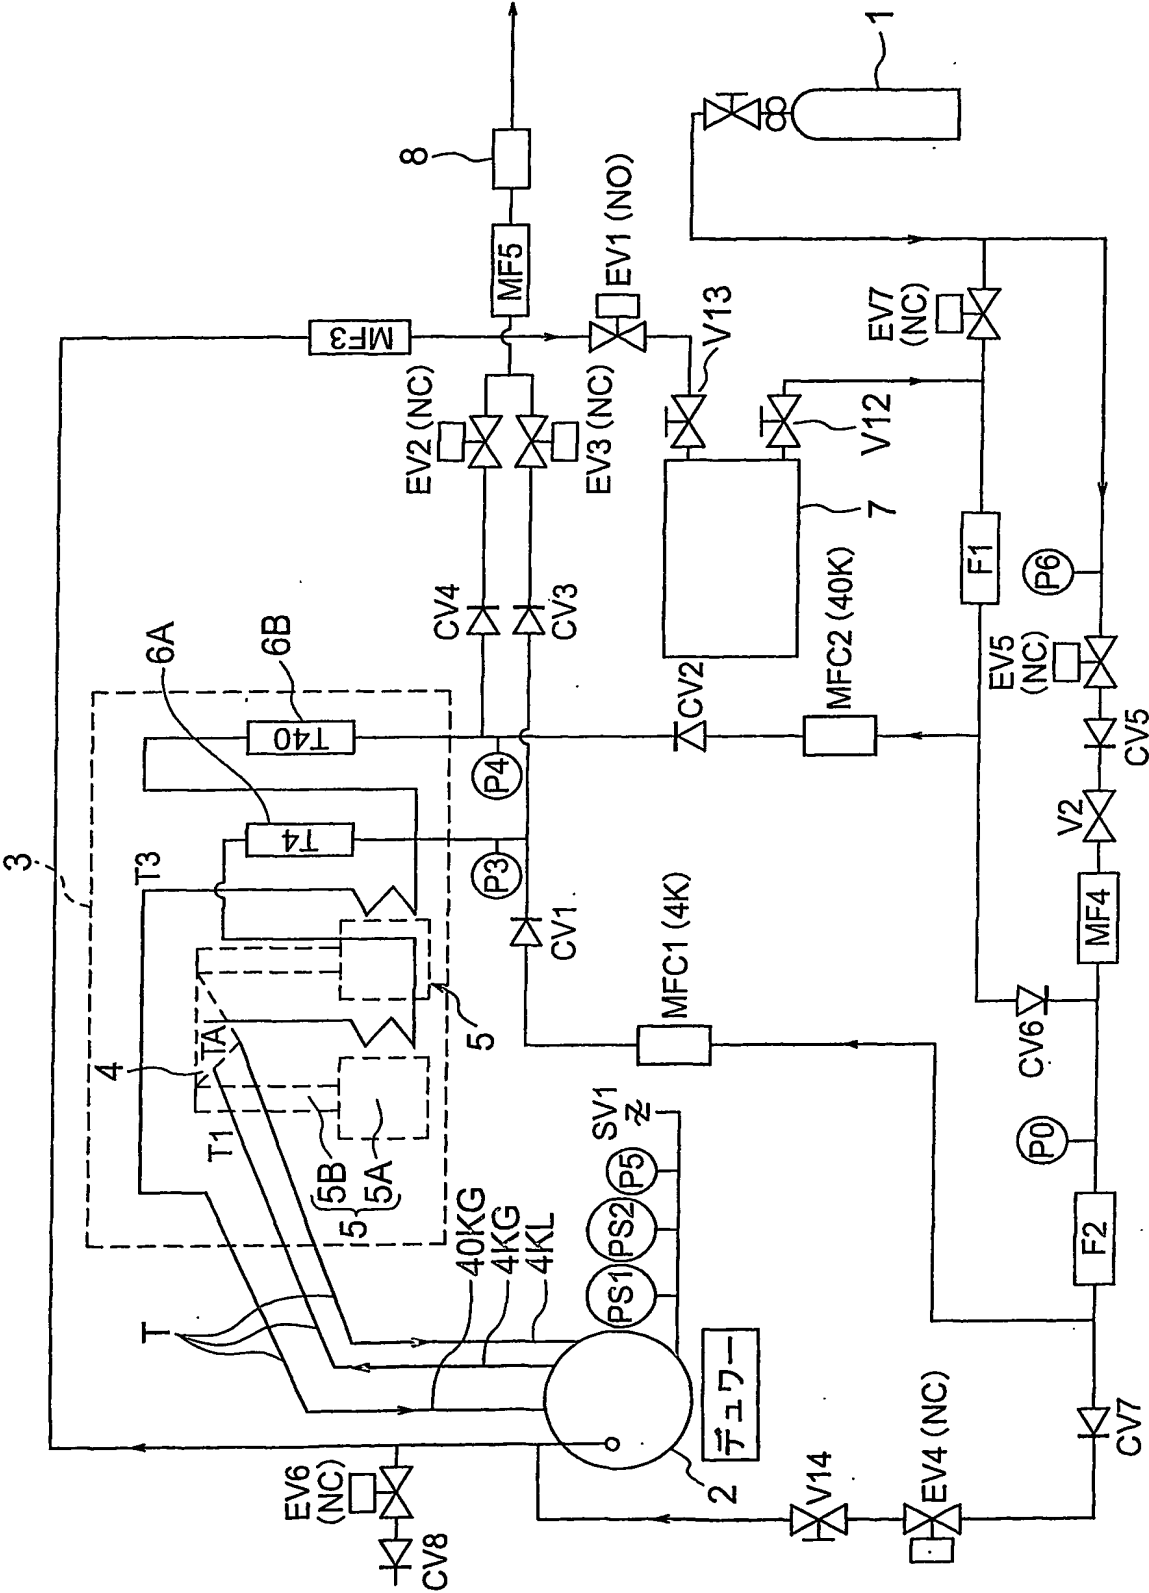 1
8
MF5
EV1 (NO)
MF3
V13
EV7
(NC)
EV2 (NC)
EV3 (NC)
V12
7
F1
P6
EV5
(NC)
CV4
CV3
MFC2 (40K)
CV2
CV5
V2
6A
6B
T40
T4
P4
P3
3
T3
CV1
MFC1 (4K)
MF4
CV6
TA
4
5
T1
5B
5A
5
SV1
P5
PS2
PS1
P0
F2
40KG
4KG
4KL
T
デュワー
2
EV6
(NC)
CV8
V14
EV4 (NC)
CV7